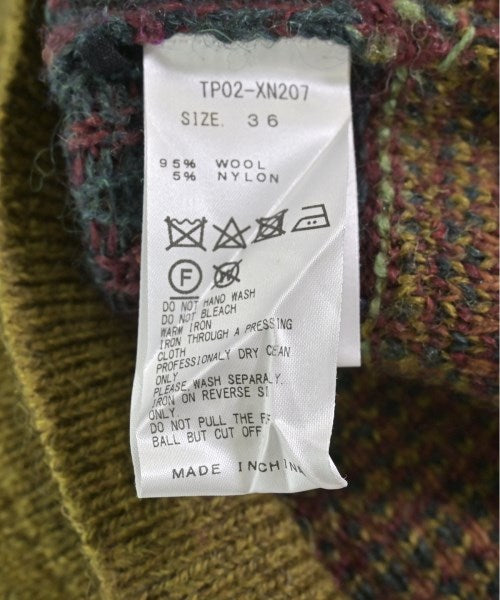 TP02-XN207
SIZE. 36
95% WOOL
5% NYLON
F
DO NOT HAND WASH
DO NOT BLEACH
WARM IRON
IRON THROUGH A PRESSING
CLOTH
PROFESSIONALY DRY CLEAN
ONLY
PLEASE WASH SEPARALY.
IRON ON REVERSE SI
ONLY.
DO NOT PULL THE
BALL BUT CUT OFF
MADE IN CHINA